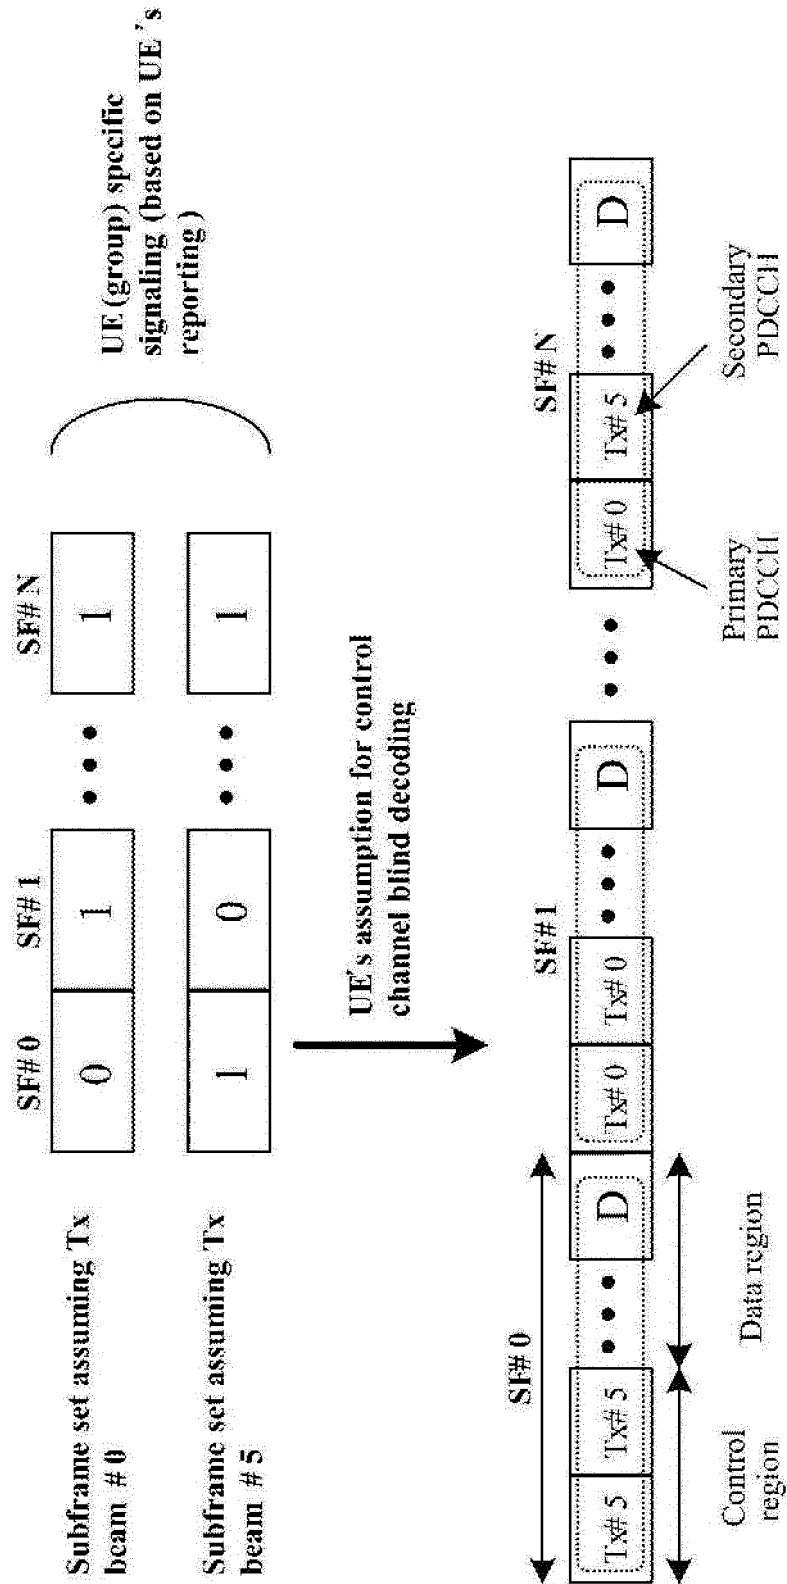 SF# 0
SF# 1
SF# N
Subframe set assuming Tx
beam # 0
0
1
1
Subframe set assuming Tx
beam # 5
1
0
1
UE (group) specific
signaling (based on UE's
reporting)
UE's assumption for control
channel blind decoding
SF# 0
SF#1
SF# N
Tx# 5
Tx# 5
D
Tx# 0
Tx# 0
D
Tx# 0
Tx# 5
D
Control
region
Data region
Primary
PDCCH
Secondary
PDCCH